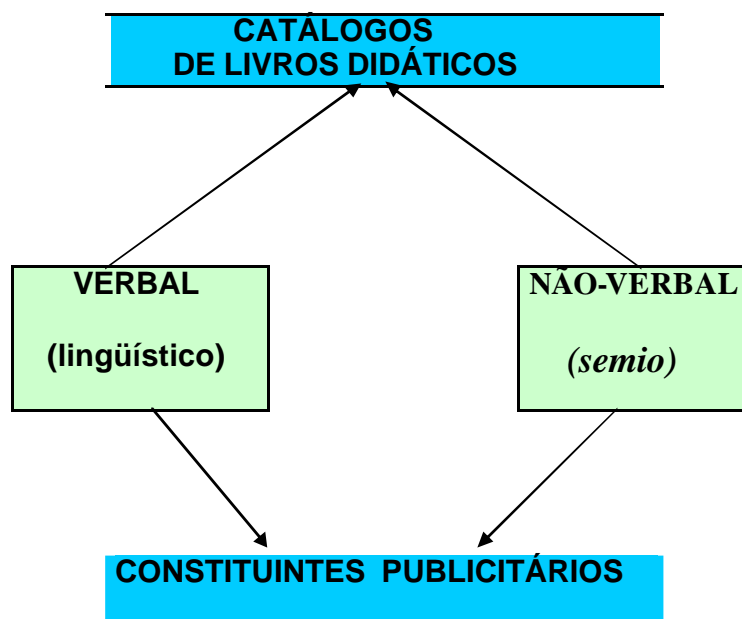 CATÁLOGOS
DE LIVROS DIDÁTICOS
VERBAL
(lingüístico)
NÃO-VERBAL
(semio)
CONSTITUINTES PUBLICITÁRIOS